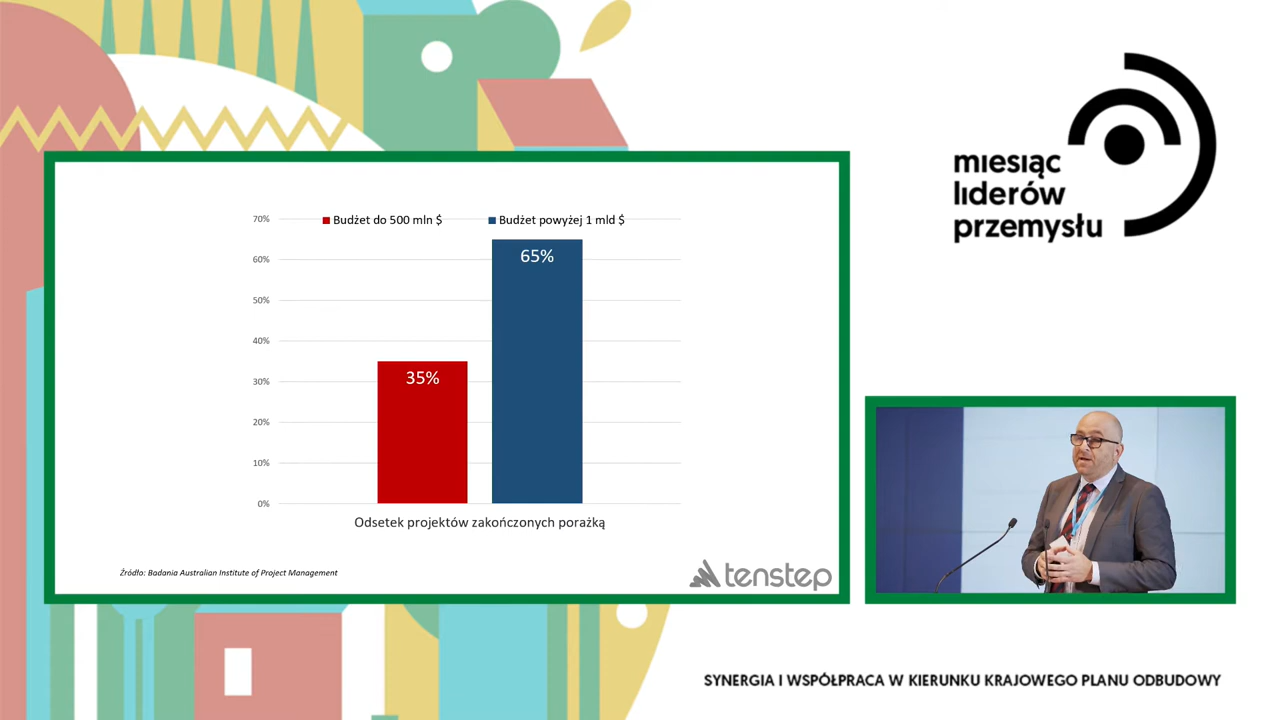 miesiąc
liderów
przemysłu
Budżet do 500 mln $
Budżet powyżej 1 mld $
70%
60%
50%
40%
30%
20%
10%
0%
65%
35%
Odsetek projektów zakończonych porażką
Źródło: Badania Australian Institute of Project Management
tenstep
SYNERGIA I WSPÓŁPRACA W KIERUNKU KRAJOWEGO PLANU ODBUDOWY